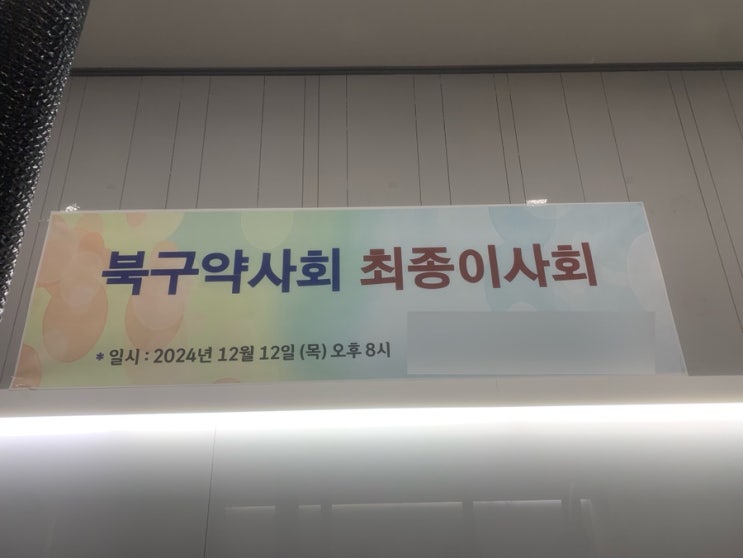 북구약사회 최종이사회
* 일시 : 2024년 12월 12일 (목) 오후 8시